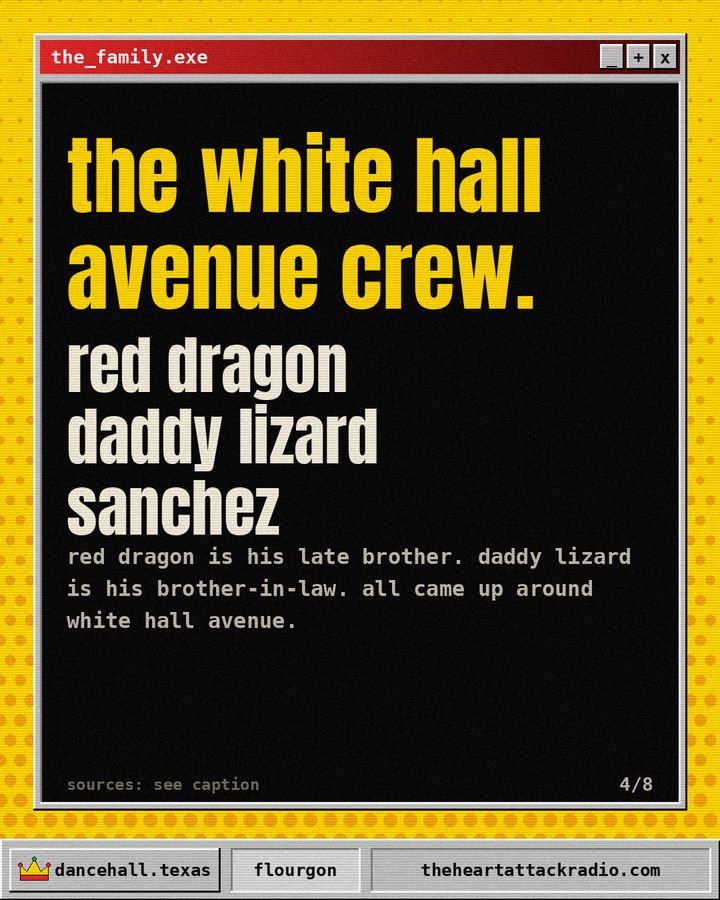 the_family.exe
_ + x
the white hall
avenue crew.
red dragon
daddy lizard
sanchez
red dragon is his late brother. daddy lizard
is his brother-in-law. all came up around
white hall avenue.
sources: see caption
4/8
dancehall.texas
flourgon
theheartattackradio.com